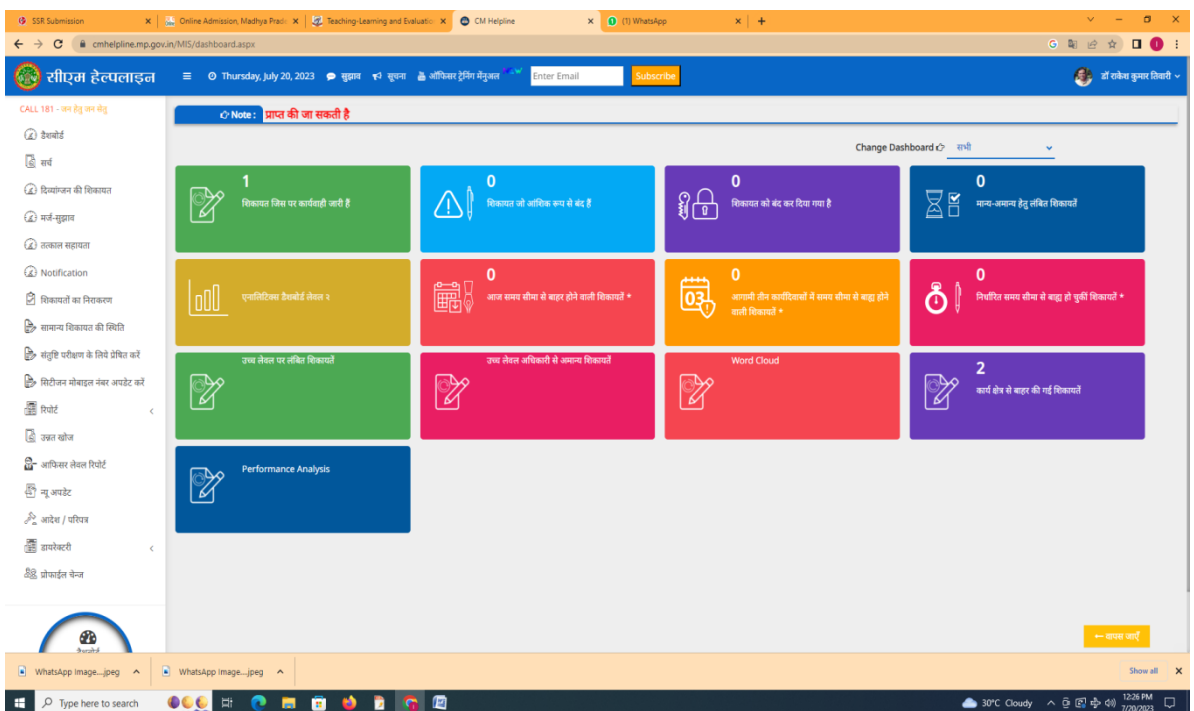 SSR Submission
Online Admission, Madhya Prade
Teaching-Learning and Evaluatio
CM Helpline
(1) WhatsApp
cmhelpline.mp.gov.in/MIS/dashboard.aspx
सीएम हेल्पलाइन
Thursday, July 20, 2023
सुझाव
सूचना
ऑफिसर ट्रेनिंग मेनुअल
Enter Email
Subscribe
डॉ राकेश कुमार तिवारी
CALL 181 - जन हेतु जन सेतु
Note : प्राप्त की जा सकती है
Change Dashboard सभी
डैशबोर्ड
सर्च
दिव्यांग्जन की शिकायत
मर्ज-सुझाव
तत्काल सहायता
Notification
शिकायतों का निराकरण
सामान्य शिकायत की स्थिति
संतुष्टि परीक्षण के लिये प्रेषित करें
सिटीजन मोबाइल नंबर अपडेट करें
रिपोर्ट
उन्नत खोज
आफिसर लेवल रिपोर्ट
न्यू अपडेट
आदेश / परिपत्र
डायरेक्टरी
प्रोफाईल चेन्ज
डैशबोर्ड
1
शिकायत जिस पर कार्यवाही जारी हैं
0
शिकायत जो आंशिक रूप से बंद हैं
0
शिकायत को बंद कर दिया गया है
0
मान्य-अमान्य हेतु लंबित शिकायतें
एनालिटिक्स डैशबोर्ड लेवल २
0
आज समय सीमा से बाहर होने वाली शिकायतें *
03
0
आगामी तीन कार्यदिवासों में समय सीमा से बाह्य होने
वाली शिकायतें *
0
निर्धारित समय सीमा से बाह्य हो चुकीं शिकायतें *
उच्च लेवल पर लंबित शिकायतें
उच्च लेवल अधिकारी से अमान्य शिकायतें
Word Cloud
2
कार्य क्षेत्र से बाहर की गई शिकायतें
Performance Analysis
वापस जाएँ
WhatsApp Image....jpeg
WhatsApp Image....jpeg
Show all
Type here to search
30°C Cloudy
12:26 PM
7/20/2023